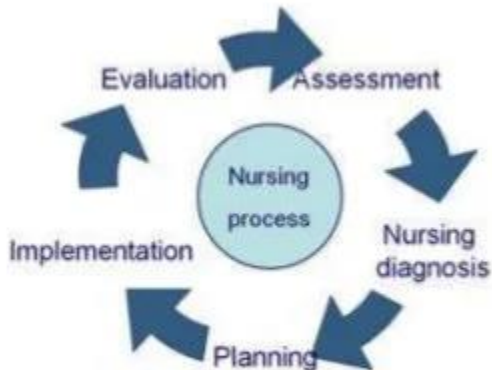 Evaluation
Assessment
Nursing
process
Nursing
diagnosis
Implementation
Planning